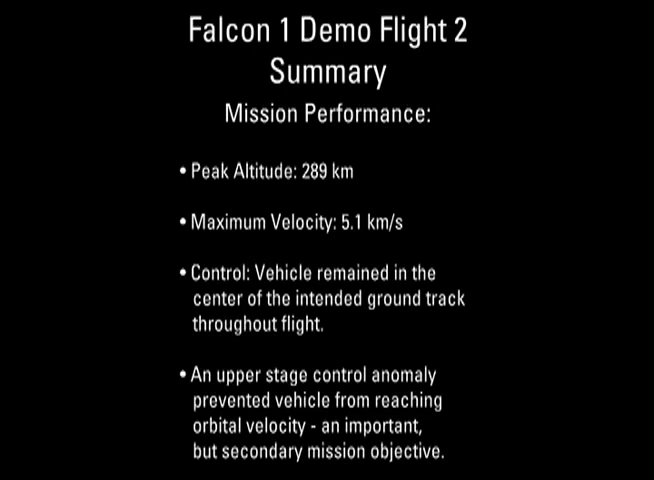 Falcon 1 Demo Flight 2
Summary
Mission Performance:
• Peak Altitude: 289 km
• Maximum Velocity: 5.1 km/s
• Control: Vehicle remained in the
center of the intended ground track
throughout flight.
• An upper stage control anomaly
prevented vehicle from reaching
orbital velocity - an important,
but secondary mission objective.